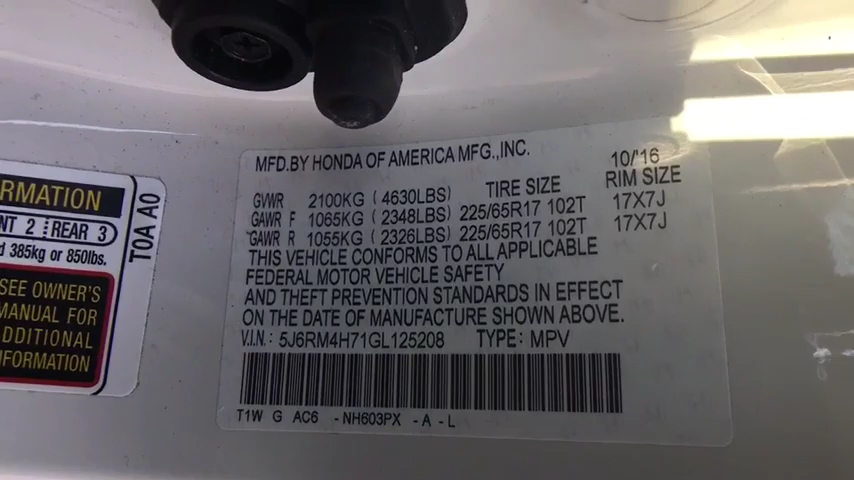 MFD.BY HONDA OF AMERICA MFG.,INC. 10/'16
TIRE SIZE RIM SIZE
GVWR 2100KG ( 4630LBS)
GAWR F 1065KG ( 2348LBS) 225/65R17 102T 17X7J
GAWR R 1055KG ( 2326LBS) 225/65R17 102T 17X7J
THIS VEHICLE CONFORMS TO ALL APPLICABLE
FEDERAL MOTOR VEHICLE SAFETY
AND THEFT PREVENTION STANDARDS IN EFFECT
ON THE DATE OF MANUFACTURE SHOWN ABOVE.
V.I.N.: 5J6RM4H71GL125208 TYPE: MPV
T1W G AC6 -NH603PX -A-L
RMATION
NT 2 REAR 3
d 385kg or 850lbs.
SEE OWNER'S
MANUAL FOR
DDITIONAL
NFORMATION
T0A A0